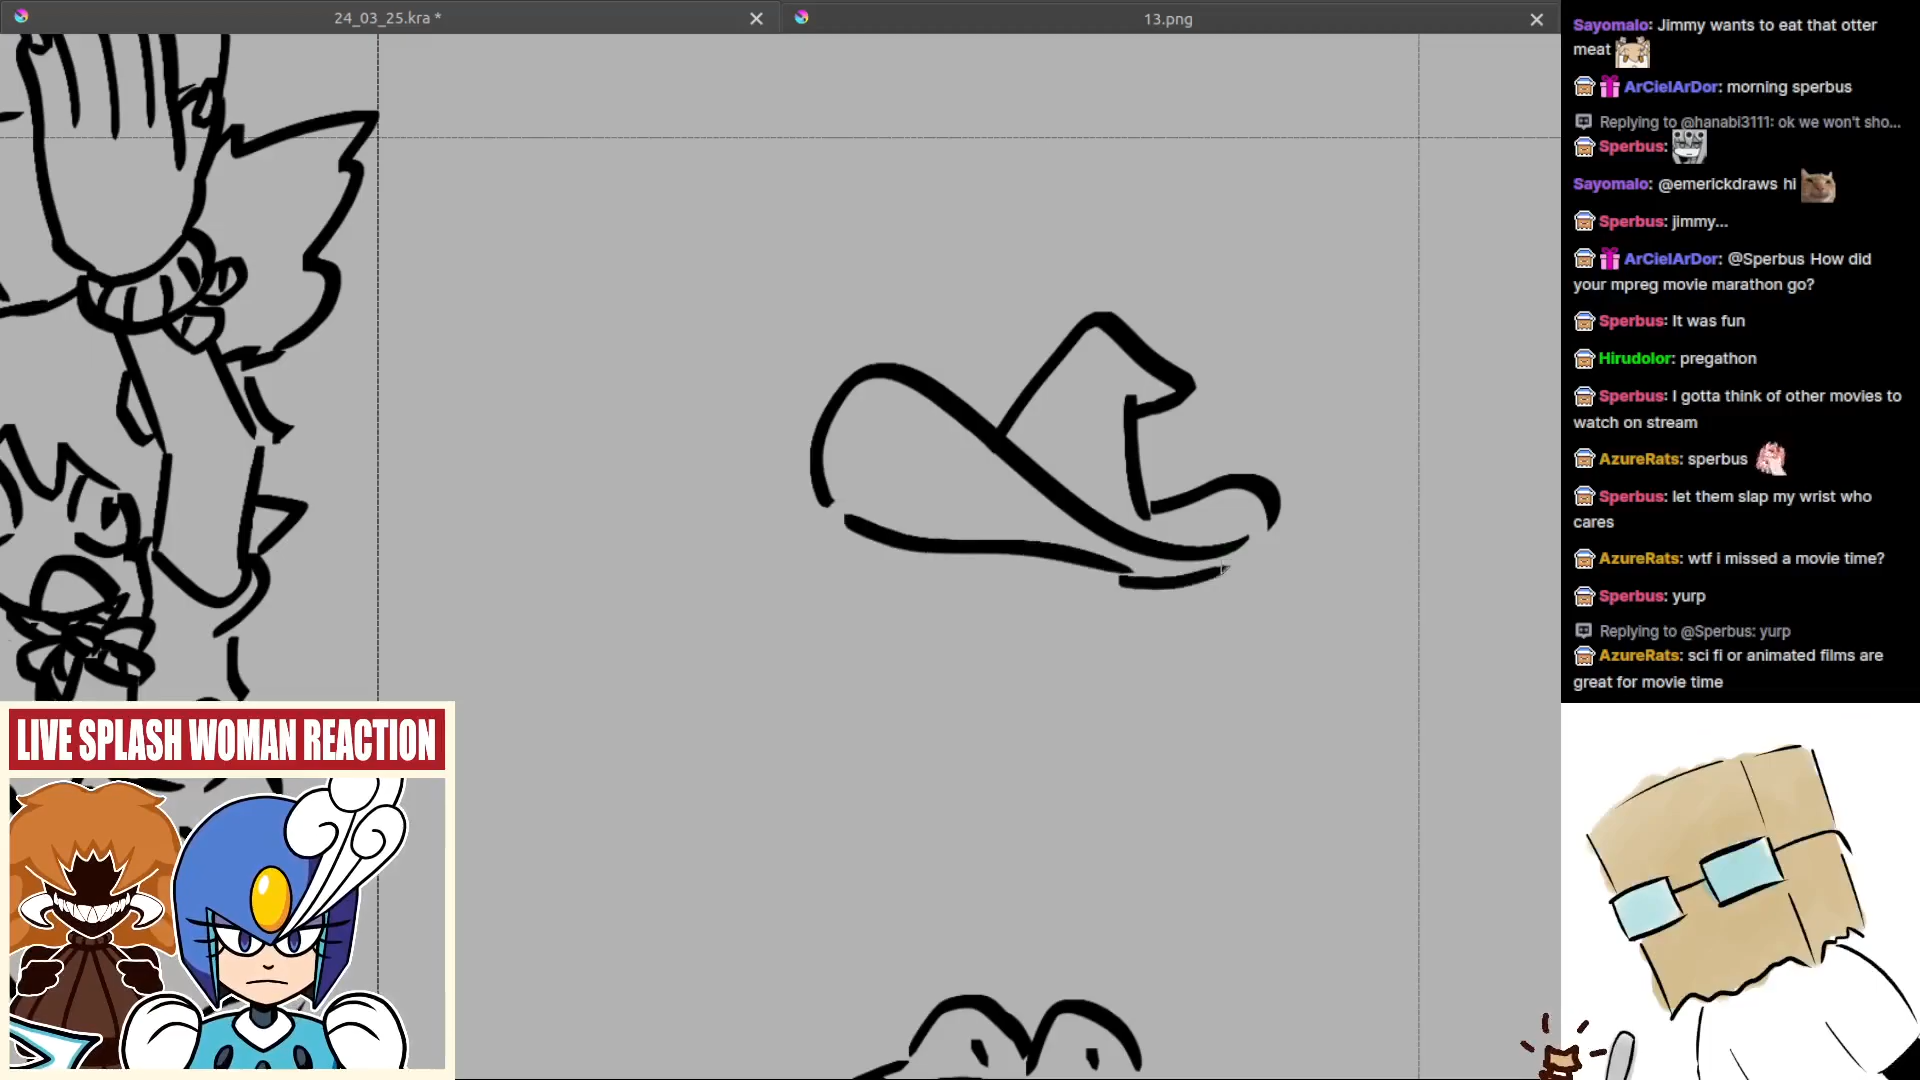 24_03_25.kra *
13.png
Sayomalo: Jimmy wants to eat that otter
meat
ArCielArDor: morning sperbus
Replying to @hanabi3111: ok we won't sho...
Sperbus:
Sayomalo: @emerickdraws hi
Sperbus: jimmy...
ArCielArDor: @Sperbus How did
your mpreg movie marathon go?
Sperbus: It was fun
Hirudolor: pregathon
Sperbus: I gotta think of other movies to
watch on stream
AzureRats: sperbus
Sperbus: let them slap my wrist who
cares
AzureRats: wtf i missed a movie time?
Sperbus: yurp
Replying to @Sperbus: yurp
AzureRats: sci fi or animated films are
great for movie time
LIVE SPLASH WOMAN REACTION